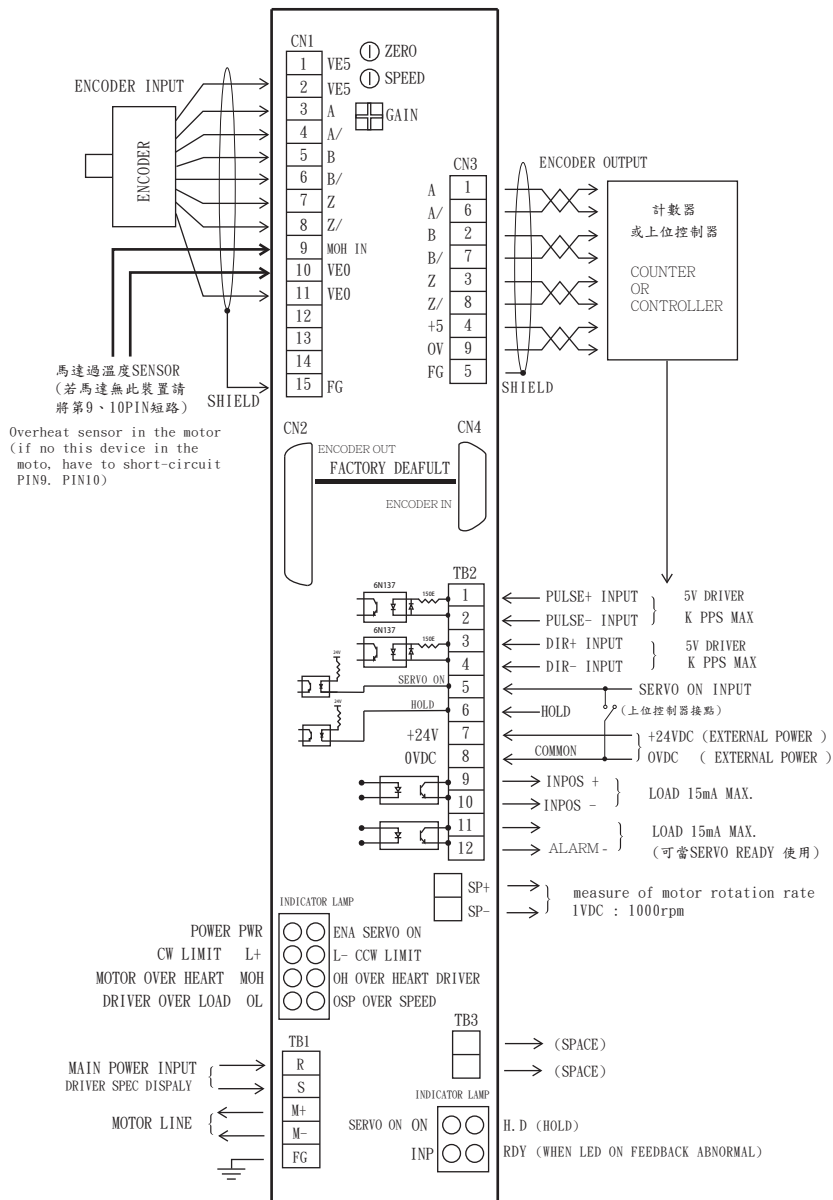 CN1
1 VE5
2 VE5
3 A
4 A/
5 B
6 B/
7 Z
8 Z/
9 MOH IN
10 VE0
11 VE0
12
13
14
15 FG
ZERO
SPEED
GAIN
ENCODER INPUT
ENCODER
馬達過溫度SENSOR
(若馬達無此裝置請
將第9、10PIN短路)
SHIELD
Overheat sensor in the motor
(if no this device in the
moto, have to short-circuit
PIN9. PIN10)
CN3
A 1
A/ 6
B 2
B/ 7
Z 3
Z/ 8
+5 4
OV 9
FG 5
ENCODER OUTPUT
SHIELD
計數器
或上位控制器
COUNTER
OR
CONTROLLER
CN2
CN4
ENCODER OUT
FACTORY DEAFULT
ENCODER IN
TB2
6N137
150E
1
2
6N137
150E
3
4
24V
SERVO ON 5
24V
HOLD 6
+24V 7
0VDC 8
9
10
11
12
PULSE+ INPUT
PULSE- INPUT
5V DRIVER
K PPS MAX
DIR+ INPUT
DIR- INPUT
5V DRIVER
K PPS MAX
SERVO ON INPUT
HOLD
(上位控制器接點)
+24VDC (EXTERNAL POWER )
COMMON
0VDC ( EXTERNAL POWER )
INPOS +
INPOS -
LOAD 15mA MAX.
ALARM -
LOAD 15mA MAX.
(可當SERVO READY 使用)
SP+
SP-
measure of motor rotation rate
1VDC : 1000rpm
INDICATOR LAMP
POWER PWR ENA SERVO ON
CW LIMIT L+ L- CCW LIMIT
MOTOR OVER HEART MOH OH OVER HEART DRIVER
DRIVER OVER LOAD OL OSP OVER SPEED
TB3
(SPACE)
(SPACE)
TB1
R
S
M+
M-
FG
MAIN POWER INPUT
DRIVER SPEC DISPALY
MOTOR LINE
INDICATOR LAMP
SERVO ON ON H.D (HOLD)
INP RDY (WHEN LED ON FEEDBACK ABNORMAL)